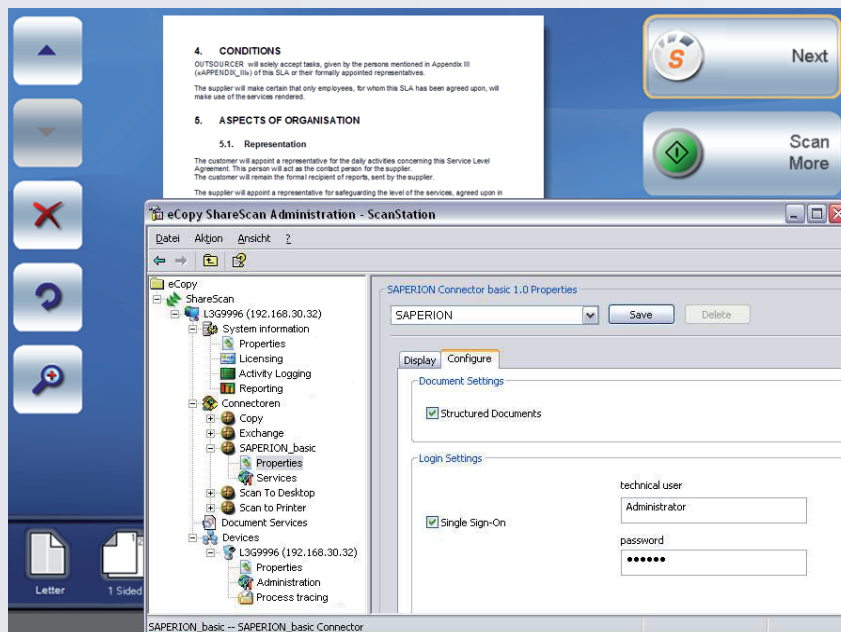 4. CONDITIONS
OUTSOURCER will solely accept tasks, given by the persons mentioned in Appendix III
(«APPENDIX_III») of this SLA or their formally appointed representatives.
The supplier will make certain that only employees, for whom this SLA has been agreed upon, will
make use of the services rendered.
5. ASPECTS OF ORGANISATION
5.1. Representation
The customer will appoint a representative for the daily activities concerning this Service Level
Agreement. This person will act as the contact person for the supplier.
The customer will remain the formal recipient of reports, sent by the supplier.
The supplier will appoint a representative for safeguarding the level of the services, agreed upon in
S
Next
Scan
More
eCopy ShareScan Administration - ScanStation
Datei Aktion Ansicht ?
eCopy
ShareScan
L3G9996 (192.168.30.32)
System information
Properties
Licensing
Activity Logging
Reporting
Connectoren
Copy
Exchange
SAPERION_basic
Properties
Services
Scan To Desktop
Scan to Printer
Document Services
Devices
L3G9996 (192.168.30.32)
Properties
Administration
Process tracing
SAPERION Connector basic 1.0 Properties
SAPERION
Save
Delete
Display
Configure
Document Settings
Structured Documents
Login Settings
technical user
Administrator
Single Sign-On
password
••••••
Letter
1 Sided
SAPERION_basic -- SAPERION_basic Connector